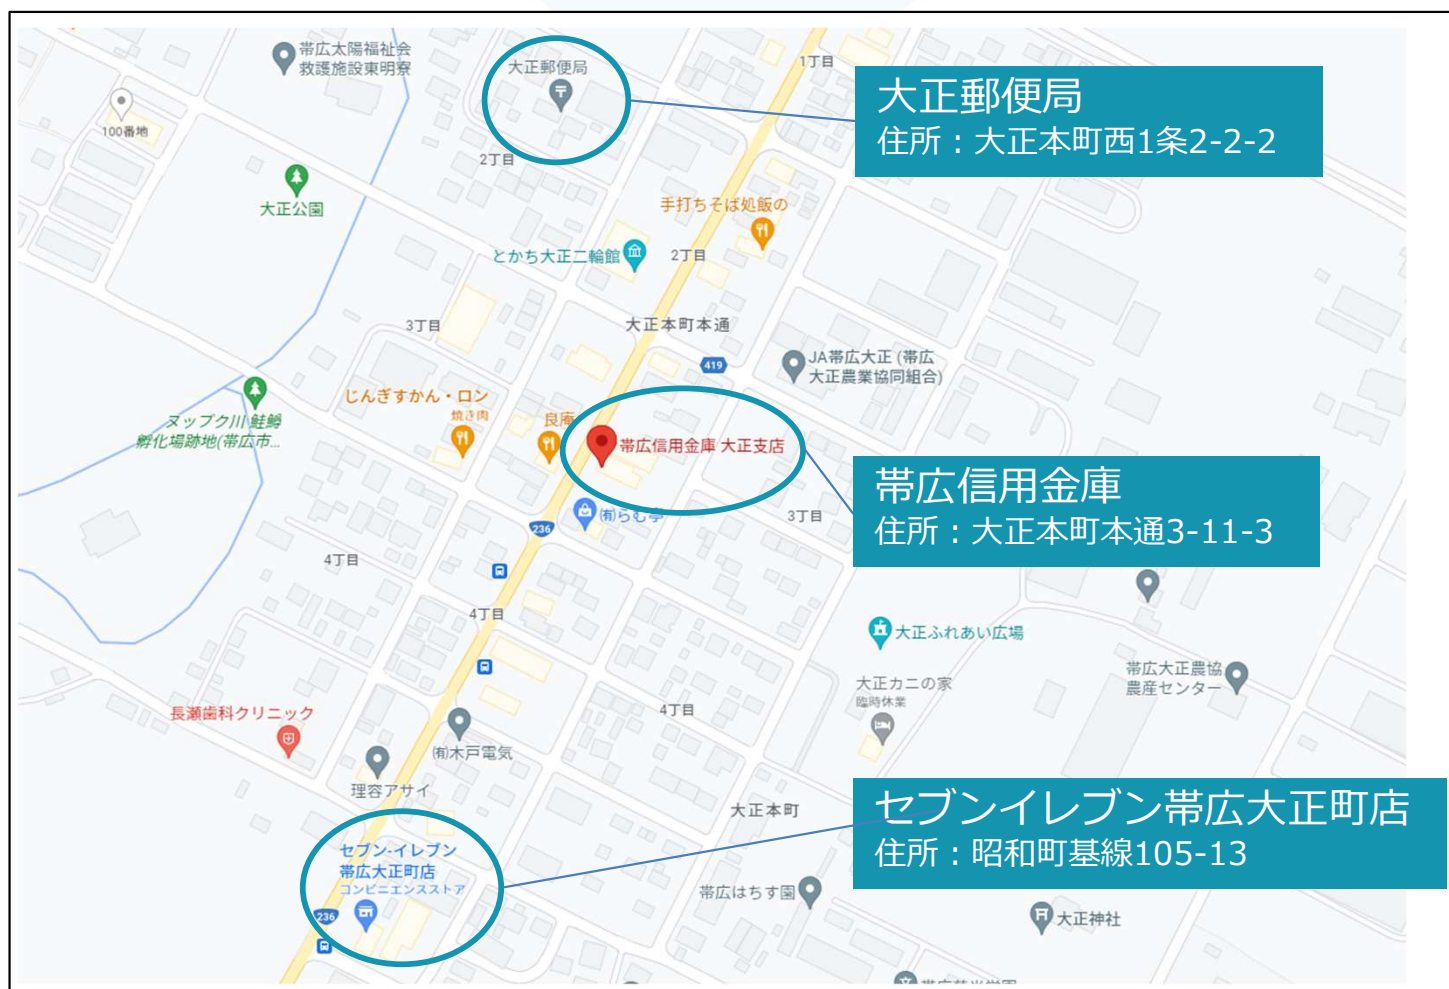 帯広太陽福祉会
救護施設東明寮
大正郵便局
1丁目
大正郵便局
住所：大正本町西1条2-2-2
100番地
2丁目
大正公園
手打ちそば処飯の
とかち大正二輪館
2丁目
3丁目
大正本町本通
419
JA帯広大正 (帯広
大正農業協同組合)
じんぎすかん・ロン
焼き肉
ヌップク川 鮭鱒
孵化場跡地(帯広市...
良庵
帯広信用金庫 大正支店
帯広信用金庫
住所：大正本町本通3-11-3
㈲らむ亭
3丁目
236
4丁目
4丁目
大正ふれあい広場
大正カニの家
臨時休業
帯広大正農協
農産センター
長瀬歯科クリニック
4丁目
㈲木戸電気
理容アサイ
大正本町
セブンイレブン帯広大正町店
住所：昭和町基線105-13
セブン-イレブン
帯広大正町店
コンビニエンスストア
帯広はちす園
236
大正神社